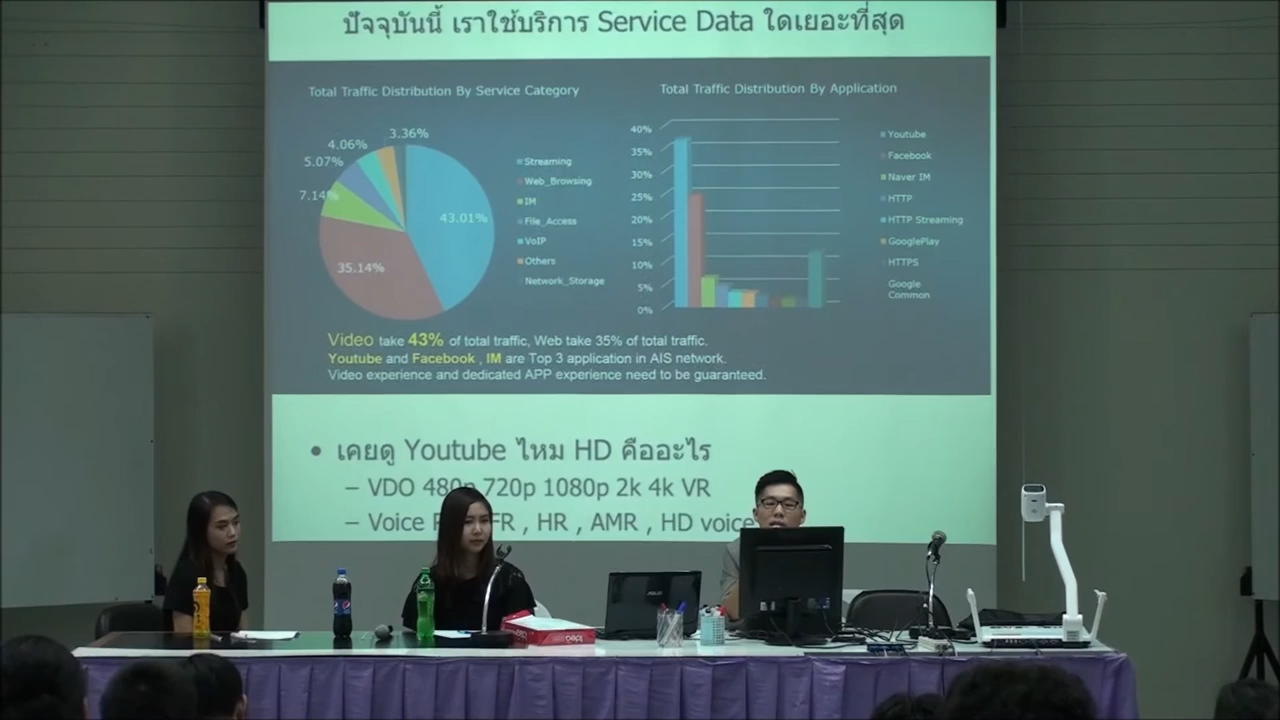 ปัจจุบันนี้ เราใช้บริการ Service Data ใดเยอะที่สุด
Total Traffic Distribution By Service Category
3.36%
4.06%
5.07%
7.14%
43.01%
35.14%
Streaming
Web_Browsing
IM
File_Access
VoIP
Others
Network_Storage
Total Traffic Distribution By Application
40%
35%
30%
25%
20%
15%
10%
5%
0%
Youtube
Facebook
Naver IM
HTTP
HTTP Streaming
GooglePlay
HTTPS
Google
Common
Video take 43% of total traffic, Web take 35% of total traffic.
Youtube and Facebook , IM are Top 3 application in AIS network.
Video experience and dedicated APP experience need to be guaranteed.
• เคยดู Youtube ไหม HD คืออะไร
– VDO 480p 720p 1080p 2k 4k VR
– Voice FR , HR , AMR , HD voice
pepsi
ASUS